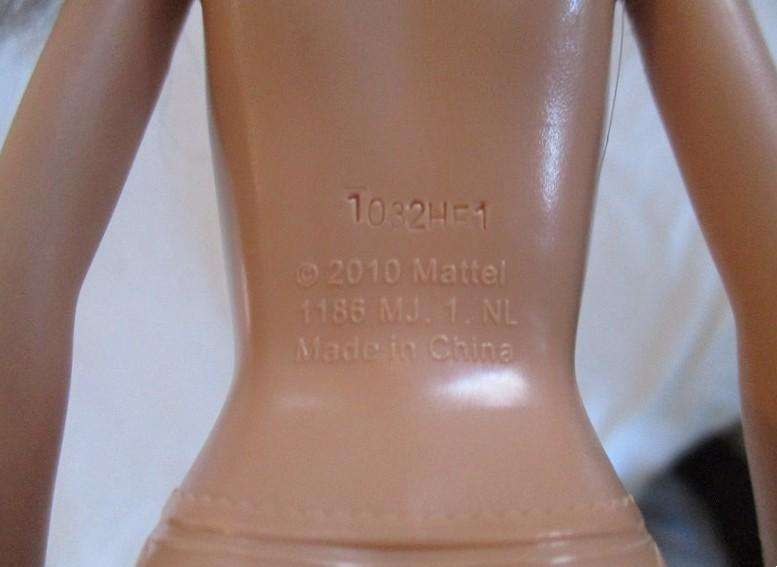 1032HF1
© 2010 Mattel
1186 MJ. 1. NL
Made in China